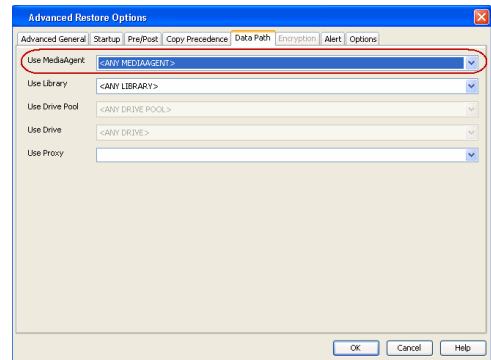 Advanced Restore Options
Advanced General Startup Pre/Post Copy Precedence Data Path Encryption Alert Options
Use MediaAgent <ANY MEDIAAGENT>
Use Library <ANY LIBRARY>
Use Drive Pool <ANY DRIVE POOL>
Use Drive <ANY DRIVE>
Use Proxy
OK Cancel Help